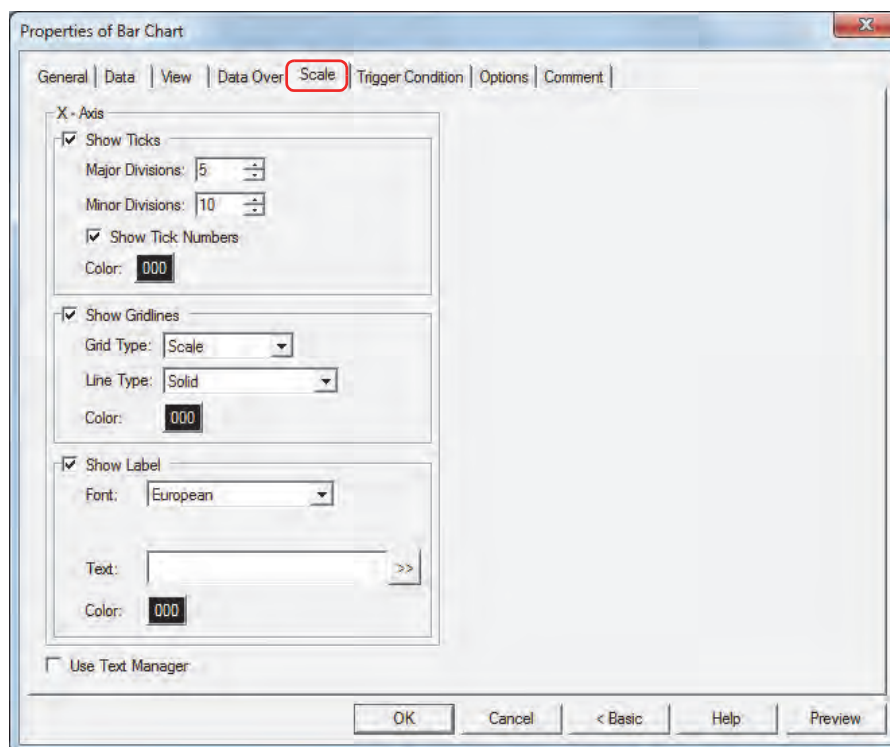 Properties of Bar Chart
General | Data | View | Data Over | Scale | Trigger Condition | Options | Comment
X - Axis
Show Ticks
Major Divisions: 5
Minor Divisions: 10
Show Tick Numbers
Color: 000
Show Gridlines
Grid Type: Scale
Line Type: Solid
Color: 000
Show Label
Font: European
Text: >>
Color: 000
Use Text Manager
OK Cancel < Basic Help Preview